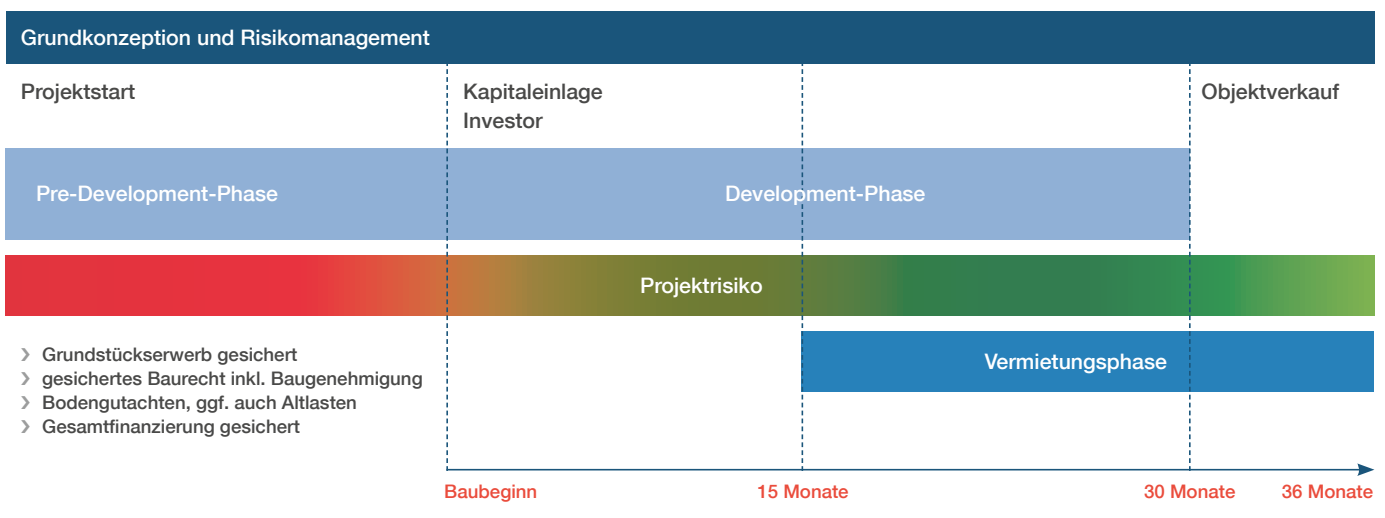 Grundkonzeption und Risikomanagement
Projektstart
Kapitaleinlage
Investor
Objektverkauf
Pre-Development-Phase
Development-Phase
Projektrisiko
› Grundstückserwerb gesichert
› gesichertes Baurecht inkl. Baugenehmigung
› Bodengutachten, ggf. auch Altlasten
› Gesamtfinanzierung gesichert
Vermietungsphase
Baubeginn
15 Monate
30 Monate
36 Monate